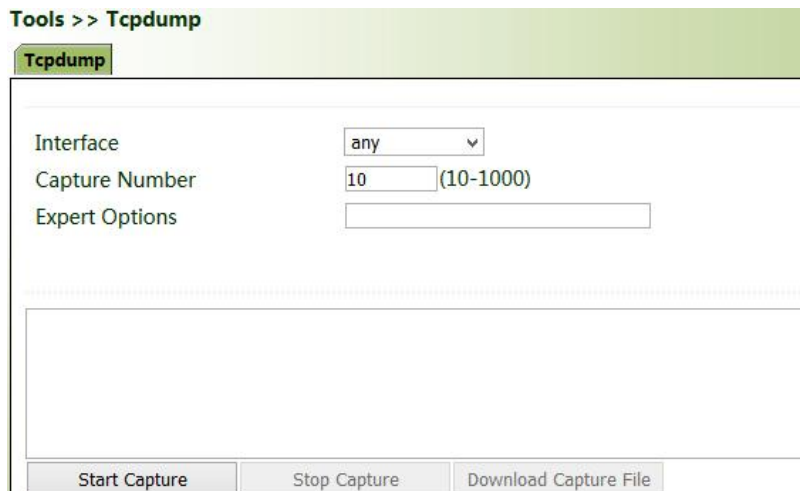 Tools >> Tcpdump
Tcpdump
Interface any
Capture Number 10 (10-1000)
Expert Options
Start Capture Stop Capture Download Capture File